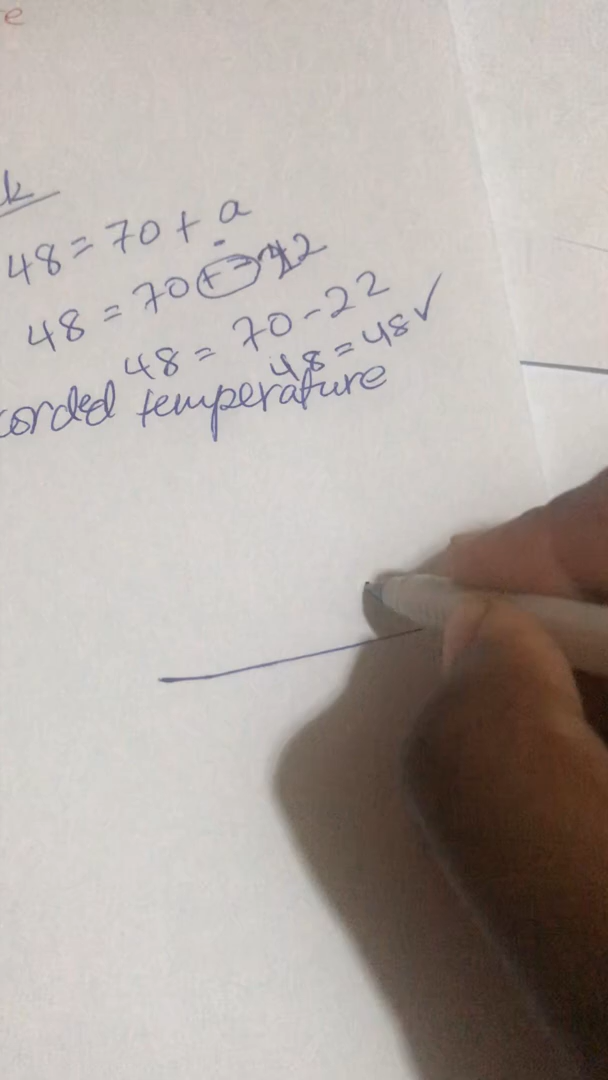 e
k
48 = 70 + a
48 = 70 + - 22
48 = 70 - 22
48 = 48 ✓
corded temperature